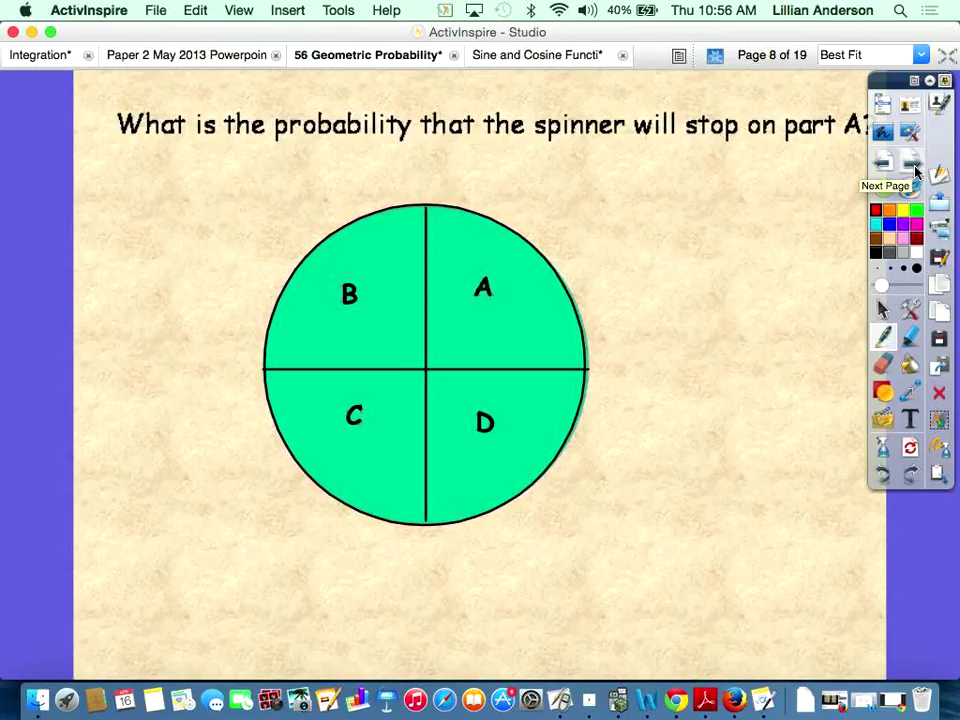 ActivInspire File Edit View Insert Tools Help 40% Thu 10:56 AM Lillian Anderson
ActivInspire - Studio
Integration* Paper 2 May 2013 Powerpoin 56 Geometric Probability* Sine and Cosine Functi* Page 8 of 19 Best Fit
What is the probability that the spinner will stop on part A?
Next Page
B A
C D
T
16